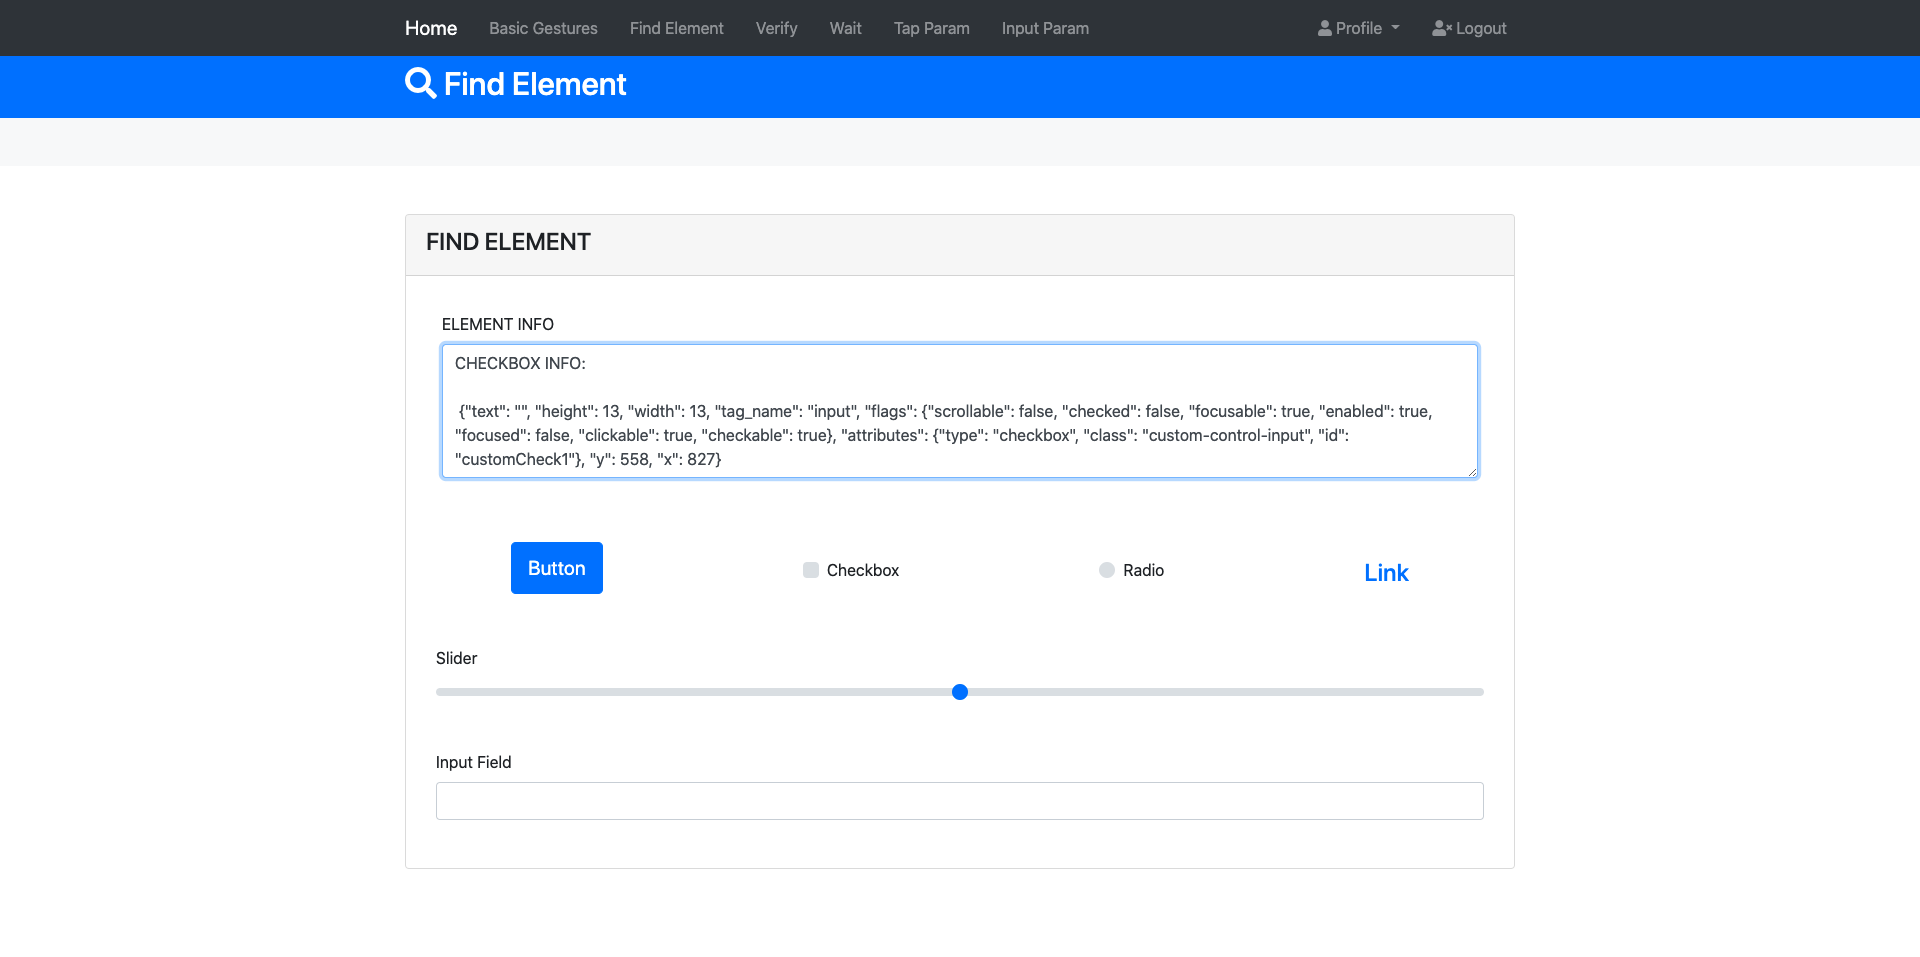 Home Basic Gestures Find Element Verify Wait Tap Param Input Param Profile Logout
Find Element
FIND ELEMENT
ELEMENT INFO
CHECKBOX INFO:
{"text": "", "height": 13, "width": 13, "tag_name": "input", "flags": {"scrollable": false, "checked": false, "focusable": true, "enabled": true,
"focused": false, "clickable": true, "checkable": true}, "attributes": {"type": "checkbox", "class": "custom-control-input", "id":
"customCheck1"}, "y": 558, "x": 827}
Button Checkbox Radio Link
Slider
Input Field